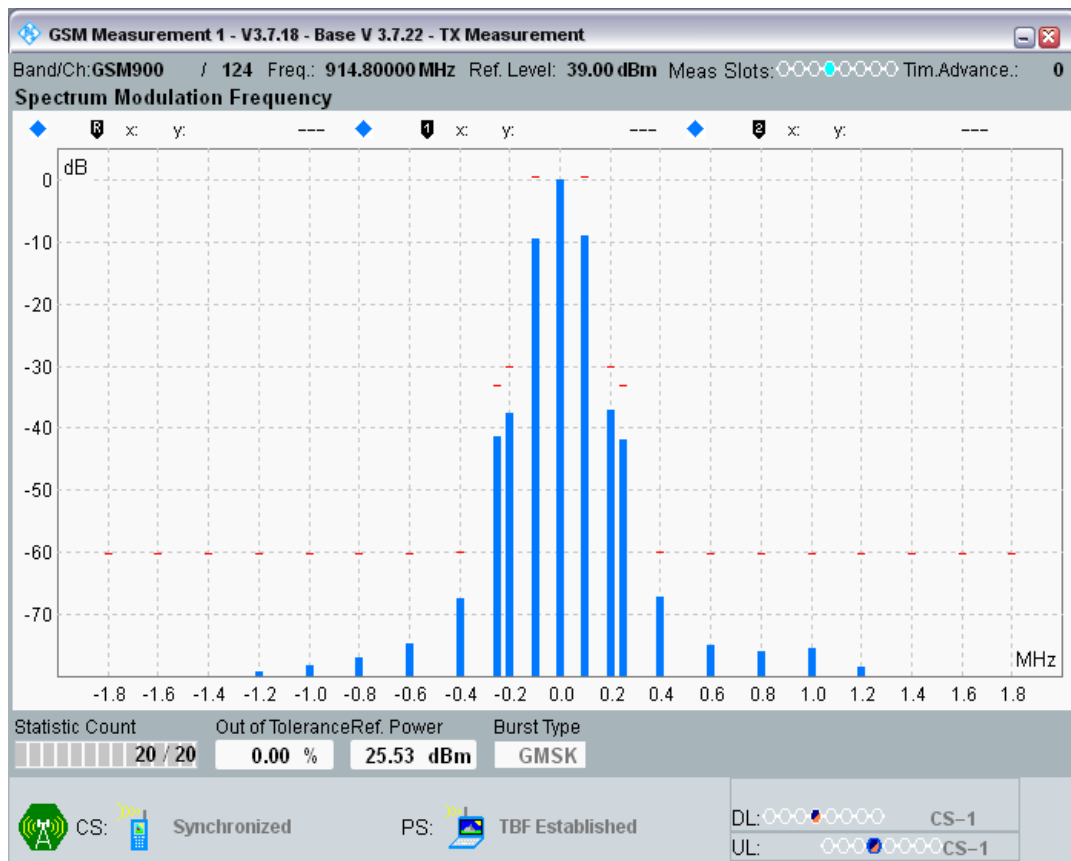 GSM Measurement 1 - V3.7.18 - Base V 3.7.22 - TX Measurement
Band/Ch:GSM900 / 124 Freq.: 914.80000 MHz Ref. Level: 39.00 dBm Meas Slots: Tim.Advance.: 0
Spectrum Modulation Frequency
R x: y: --- 1 x: y: --- 2 x: y: ---
dB
0
-10
-20
-30
-40
-50
-60
-70
MHz
-1.8 -1.6 -1.4 -1.2 -1.0 -0.8 -0.6 -0.4 -0.2 0.0 0.2 0.4 0.6 0.8 1.0 1.2 1.4 1.6 1.8
Statistic Count Out of Tolerance Ref. Power Burst Type
20 / 20 0.00 % 25.53 dBm GMSK
CS: Synchronized PS: TBF Established DL: CS-1
UL: CS-1